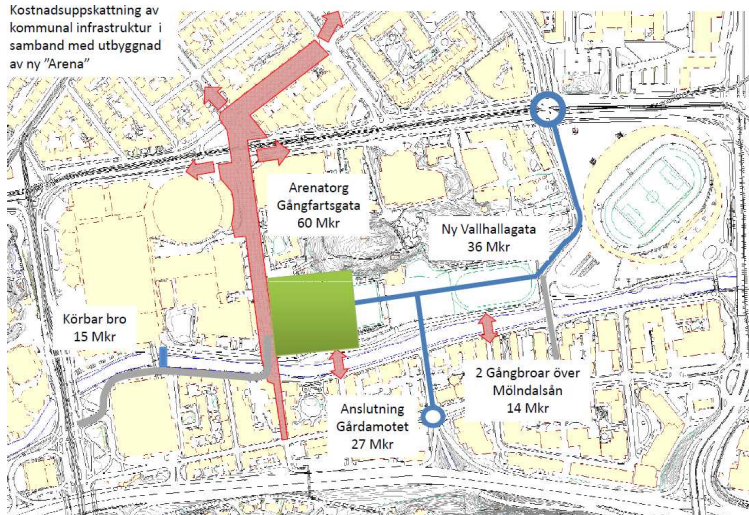 Kostnadsuppskattning av
kommunal infrastruktur i
samband med utbyggnad
av ny "Arena"
Arenatorg
Gångfartsgata
60 Mkr
Ny Vallhallagata
36 Mkr
Körbar bro
15 Mkr
2 Gångbroar över
Mölndalsån
14 Mkr
Anslutning
Gårdamotet
27 Mkr